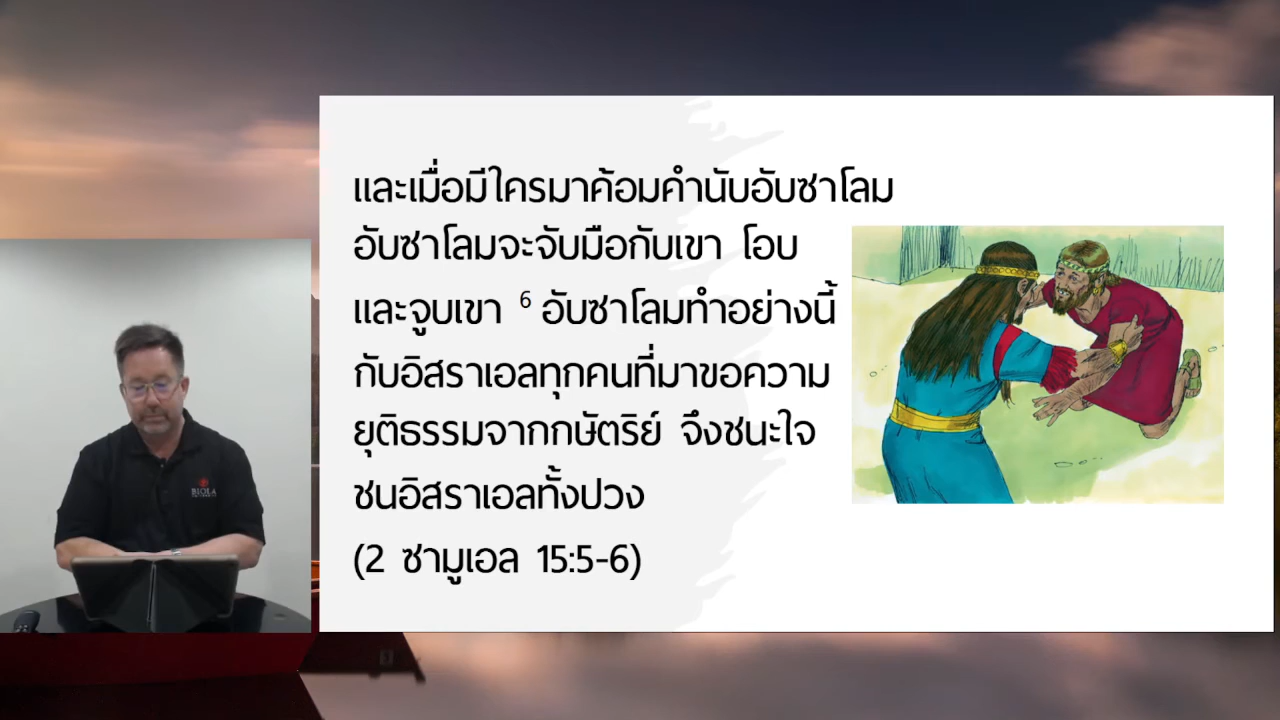 และเมื่อมีใครมาค้อมคำนับอับซาโลม
อับซาโลมจะจับมือกับเขา โอบ
และจูบเขา ⁶ อับซาโลมทำอย่างนี้
กับอิสราเอลทุกคนที่มาขอความ
ยุติธรรมจากกษัตริย์ จึงชนะใจ
ชนอิสราเอลทั้งปวง
(2 ซามูเอล 15:5-6)
BIOLA